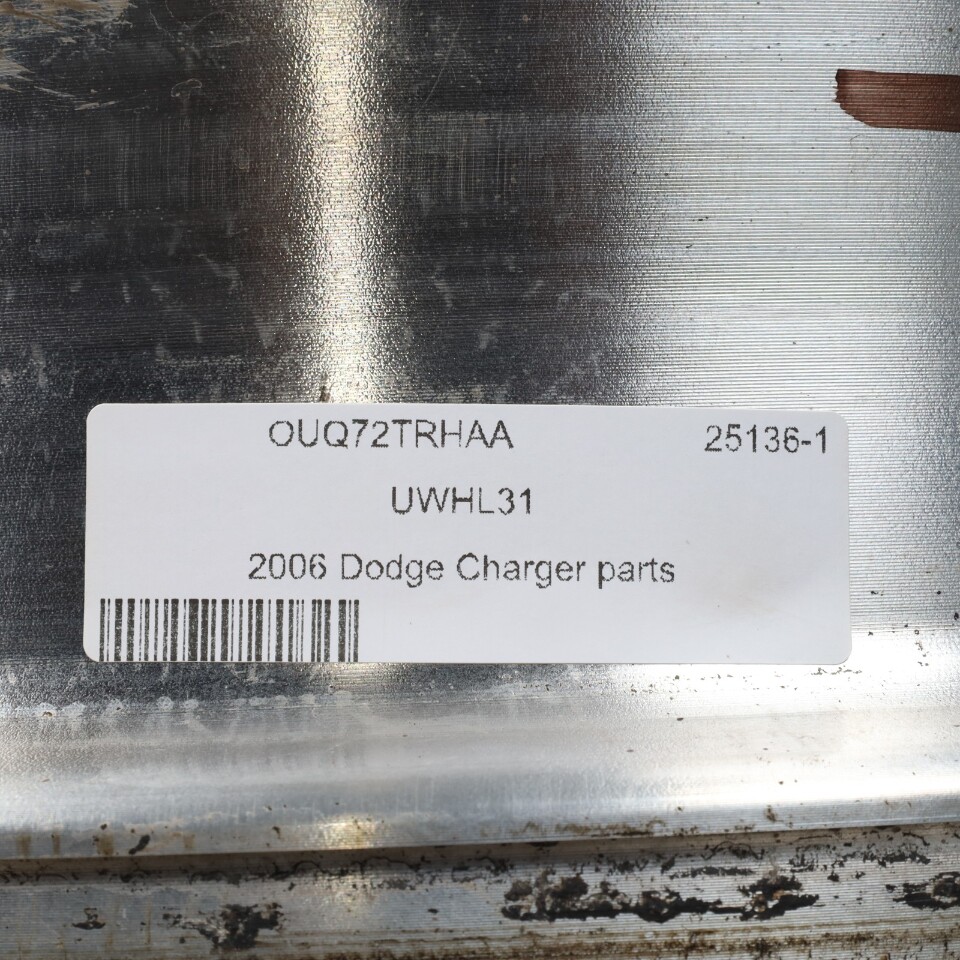 OUQ72TRHAA 25136-1
UWHL31
2006 Dodge Charger parts